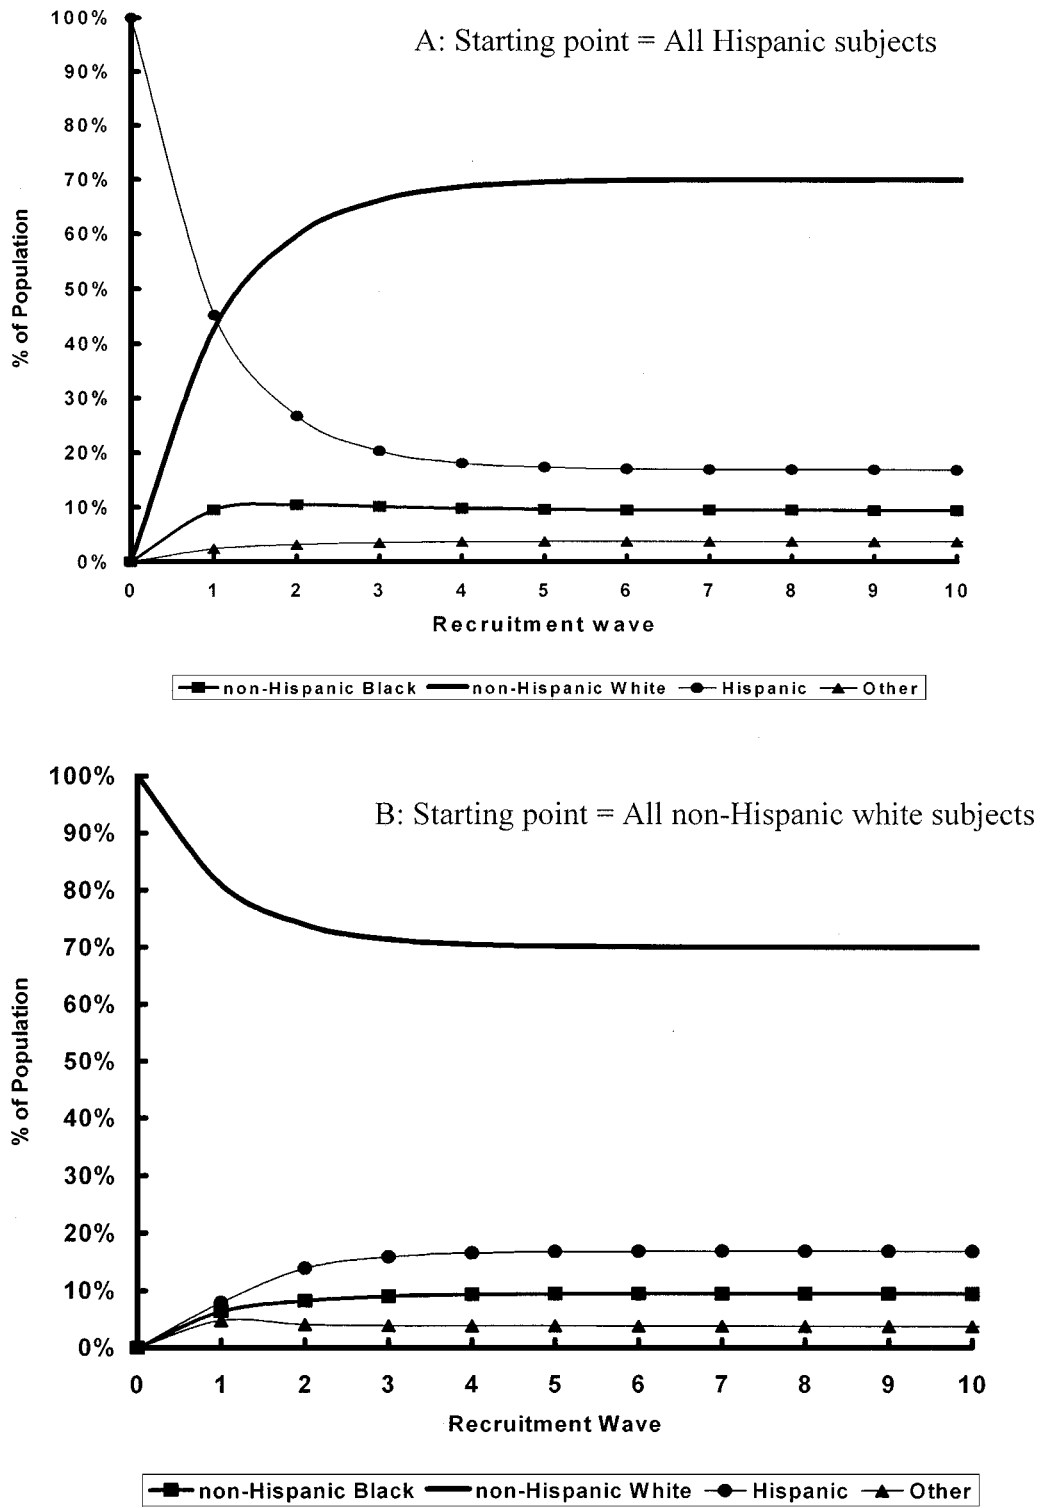 A: Starting point = All Hispanic subjects
% of Population
100%
90%
80%
70%
60%
50%
40%
30%
20%
10%
0%
0 1 2 3 4 5 6 7 8 9 10
Recruitment wave
non-Hispanic Black non-Hispanic White Hispanic Other
B: Starting point = All non-Hispanic white subjects
% of Population
100%
90%
80%
70%
60%
50%
40%
30%
20%
10%
0%
0 1 2 3 4 5 6 7 8 9 10
Recruitment Wave
non-Hispanic Black non-Hispanic White Hispanic Other